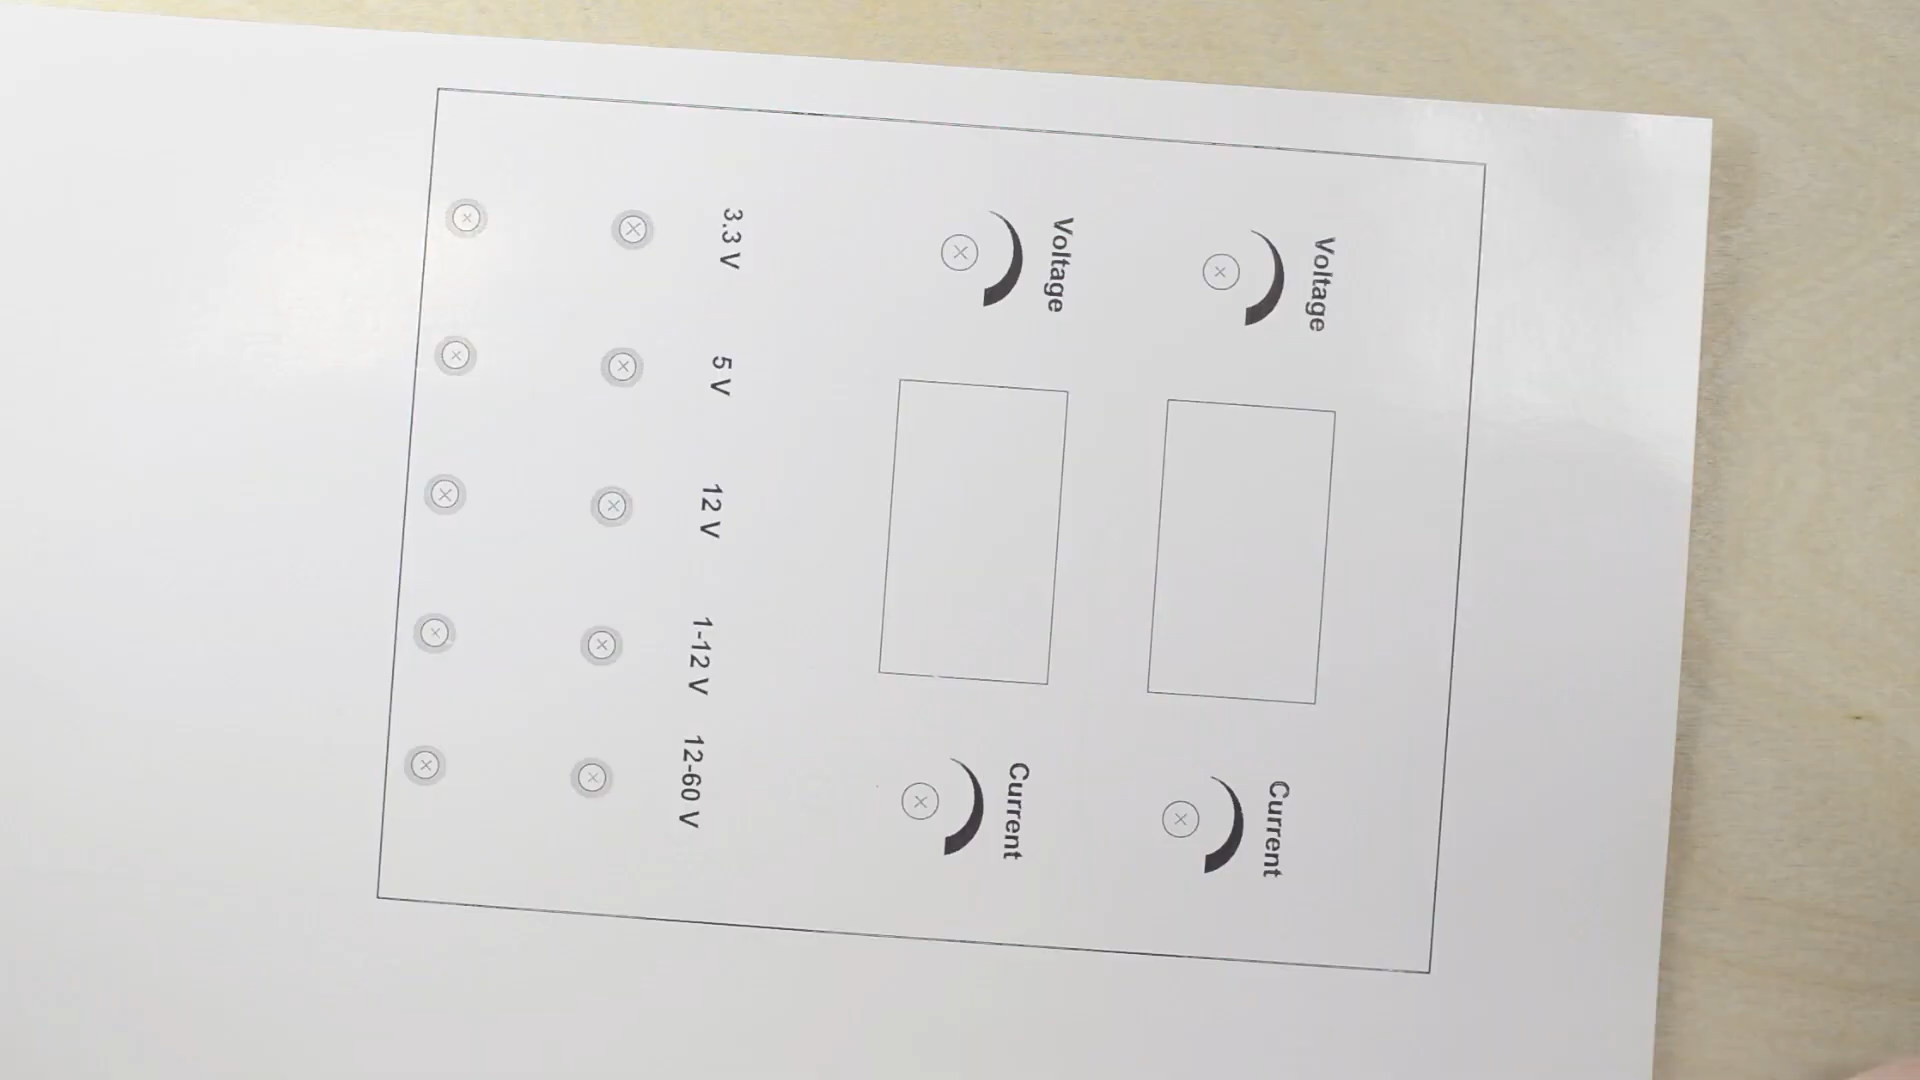 Voltage
Current
Voltage
Current
3.3 V
5 V
12 V
1-12 V
12-60 V